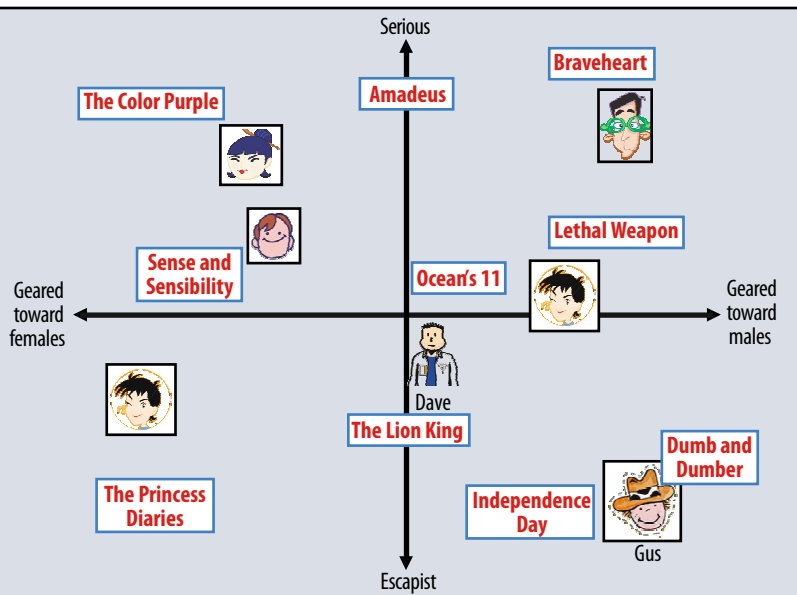 Serious
Braveheart
The Color Purple
Amadeus
Lethal Weapon
Sense and
Sensibility
Ocean's 11
Geared
toward
females
Geared
toward
males
Dave
The Lion King
Dumb and
Dumber
The Princess
Diaries
Independence
Day
Gus
Escapist